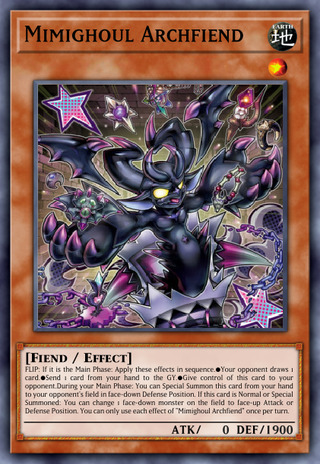 Mimighoul Archfiend
EARTH
地
[Fiend / Effect]
FLIP: If it is the Main Phase: Apply these effects in sequence.●Your opponent draws 1
card.●Send 1 card from your hand to the GY.●Give control of this card to your
opponent.During your Main Phase: You can Special Summon this card from your hand
to your opponent's field in face-down Defense Position. If this card is Normal or Special
Summoned: You can change 1 face-down monster on the field to face-up Attack or
Defense Position. You can only use each effect of "Mimighoul Archfiend" once per turn.
ATK/ 0 DEF/1900